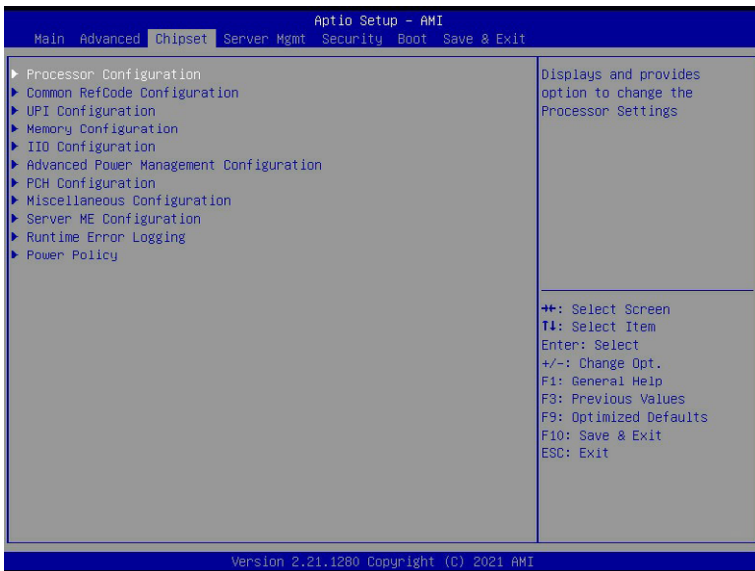 Aptio Setup - AMI
Main Advanced Chipset Server Mgmt Security Boot Save & Exit
Processor Configuration
Common RefCode Configuration
UPI Configuration
Memory Configuration
IIO Configuration
Advanced Power Management Configuration
PCH Configuration
Miscellaneous Configuration
Server ME Configuration
Runtime Error Logging
Power Policy
Displays and provides
option to change the
Processor Settings
→←: Select Screen
↑↓: Select Item
Enter: Select
+/-: Change Opt.
F1: General Help
F3: Previous Values
F9: Optimized Defaults
F10: Save & Exit
ESC: Exit
Version 2.21.1280 Copyright (C) 2021 AMI